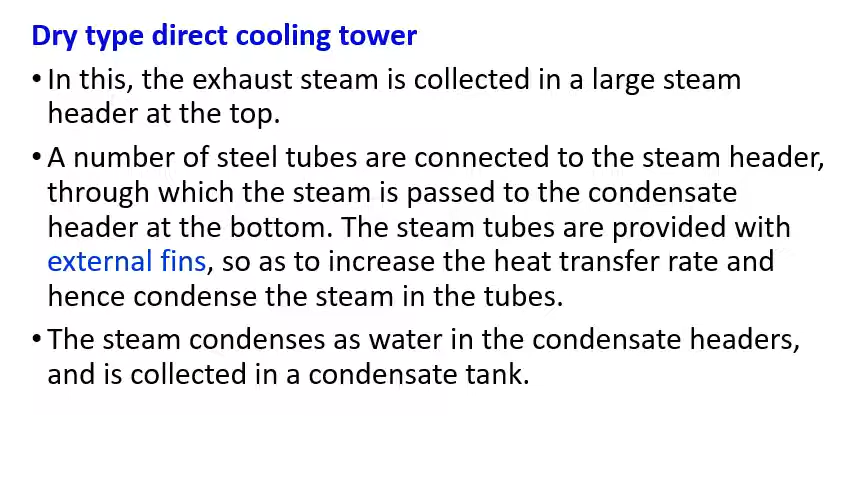 Dry type direct cooling tower
• In this, the exhaust steam is collected in a large steam
header at the top.
• A number of steel tubes are connected to the steam header,
through which the steam is passed to the condensate
header at the bottom. The steam tubes are provided with
external fins, so as to increase the heat transfer rate and
hence condense the steam in the tubes.
• The steam condenses as water in the condensate headers,
and is collected in a condensate tank.